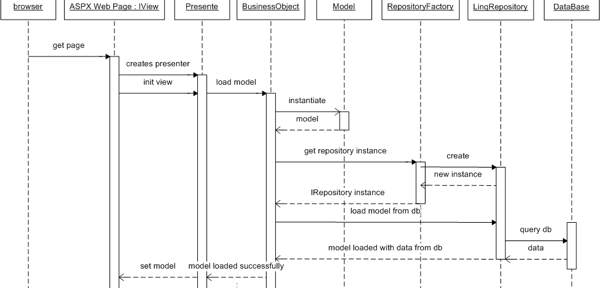 browser ASPX Web Page : IView Presente BusinessObject Model RepositoryFactory LinqRepository DataBase
get page
creates presenter
init view load model
instantiate
model
get repository instance create
new instance
IRepository instance
load model from db
query db
model loaded with data from db data
set model model loaded successfully